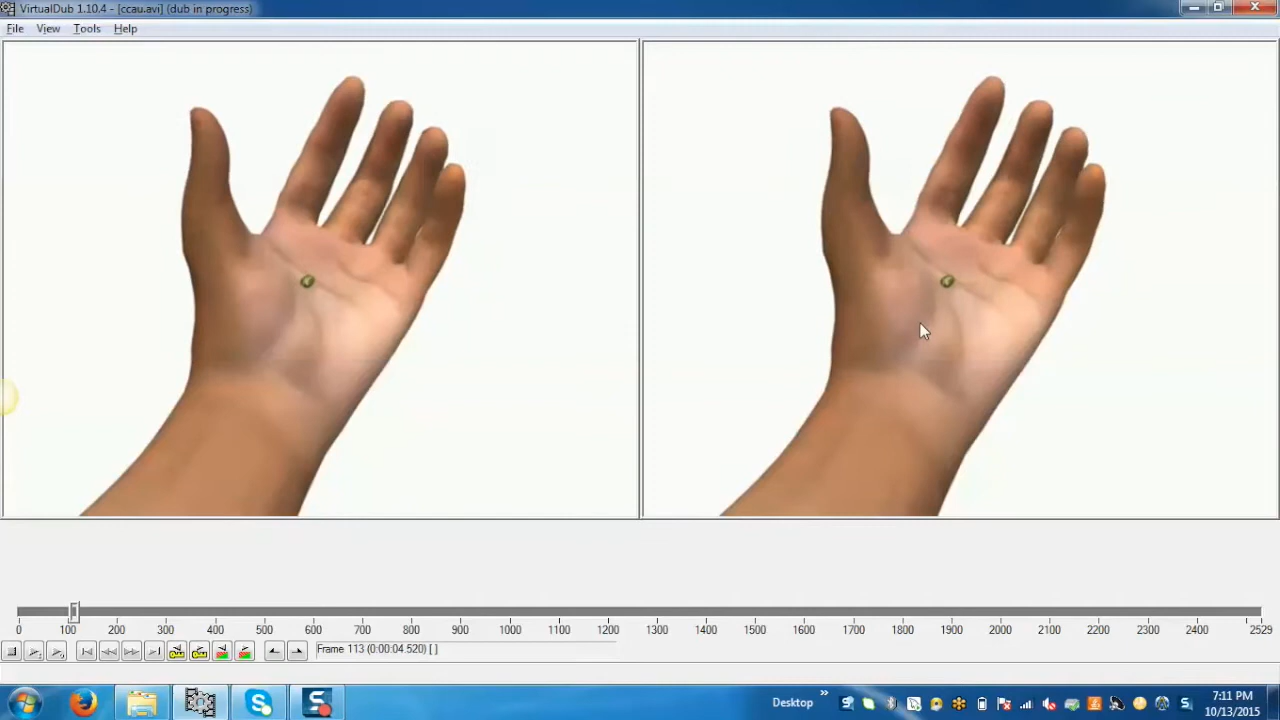 VirtualDub 1.10.4 - [ccau.avi] (dub in progress)
File View Tools Help
0 100 200 300 400 500 600 700 800 900 1000 1100 1200 1300 1400 1500 1600 1700 1800 1900 2000 2100 2200 2300 2400 2529
Frame 113 (0:00:04.520) [ ]
Desktop
7:11 PM
10/13/2015